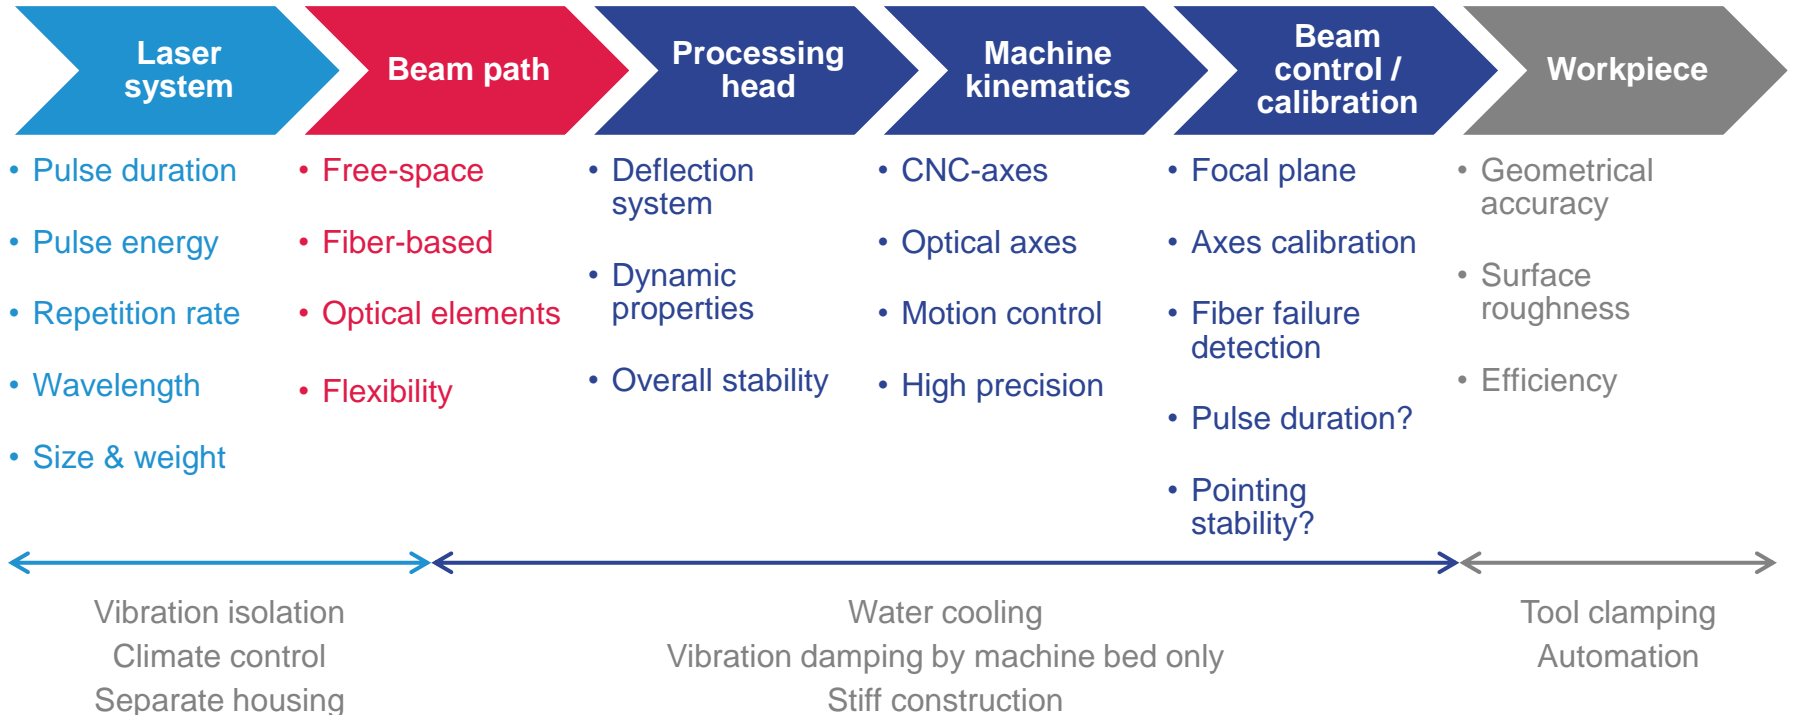 Laser
system
Beam path
Processing
head
Machine
kinematics
Beam
control /
calibration
Workpiece
• Pulse duration
• Pulse energy
• Repetition rate
• Wavelength
• Size & weight
• Free-space
• Fiber-based
• Optical elements
• Flexibility
• Deflection
system
• Dynamic
properties
• Overall stability
• CNC-axes
• Optical axes
• Motion control
• High precision
• Focal plane
• Axes calibration
• Fiber failure
detection
• Pulse duration?
• Pointing
stability?
• Geometrical
accuracy
• Surface
roughness
• Efficiency
Vibration isolation
Climate control
Separate housing
Water cooling
Vibration damping by machine bed only
Stiff construction
Tool clamping
Automation